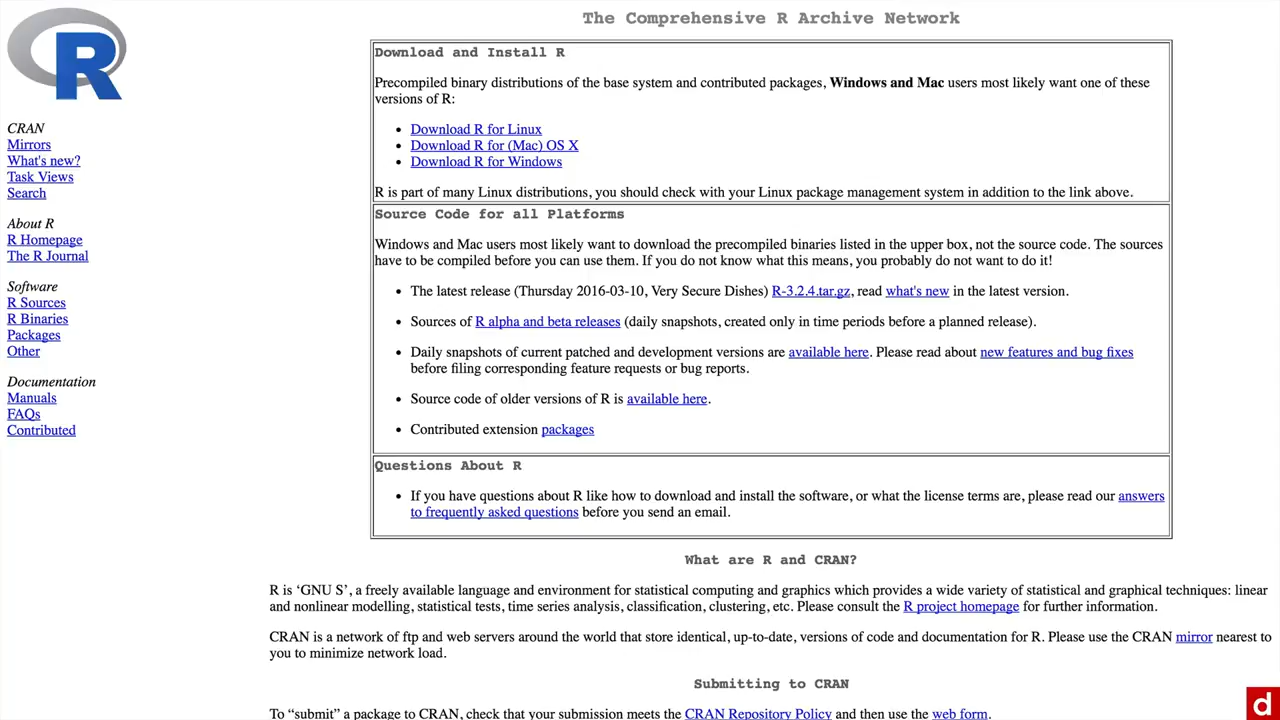 R
CRAN
Mirrors
What's new?
Task Views
Search
About R
R Homepage
The R Journal
Software
R Sources
R Binaries
Packages
Other
Documentation
Manuals
FAQs
Contributed
The Comprehensive R Archive Network
Download and Install R
Precompiled binary distributions of the base system and contributed packages, Windows and Mac users most likely want one of these
versions of R:
• Download R for Linux
• Download R for (Mac) OS X
• Download R for Windows
R is part of many Linux distributions, you should check with your Linux package management system in addition to the link above.
Source Code for all Platforms
Windows and Mac users most likely want to download the precompiled binaries listed in the upper box, not the source code. The sources
have to be compiled before you can use them. If you do not know what this means, you probably do not want to do it!
• The latest release (Thursday 2016-03-10, Very Secure Dishes) R-3.2.4.tar.gz, read what's new in the latest version.
• Sources of R alpha and beta releases (daily snapshots, created only in time periods before a planned release).
• Daily snapshots of current patched and development versions are available here. Please read about new features and bug fixes
before filing corresponding feature requests or bug reports.
• Source code of older versions of R is available here.
• Contributed extension packages
Questions About R
• If you have questions about R like how to download and install the software, or what the license terms are, please read our answers
to frequently asked questions before you send an email.
What are R and CRAN?
R is ‘GNU S’, a freely available language and environment for statistical computing and graphics which provides a wide variety of statistical and graphical techniques: linear
and nonlinear modelling, statistical tests, time series analysis, classification, clustering, etc. Please consult the R project homepage for further information.
CRAN is a network of ftp and web servers around the world that store identical, up-to-date, versions of code and documentation for R. Please use the CRAN mirror nearest to
you to minimize network load.
Submitting to CRAN
To “submit” a package to CRAN, check that your submission meets the CRAN Repository Policy and then use the web form.
d